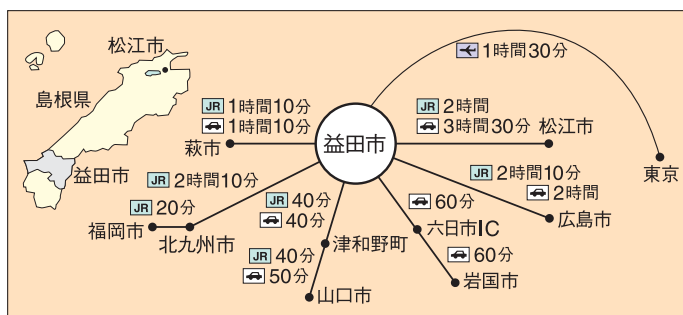 松江市
島根県
益田市
益田市
1時間30分
JR 1時間10分
1時間10分
萩市
JR 2時間
3時間30分
松江市
東京
JR 2時間10分
JR 20分
福岡市
北九州市
JR 40分
40分
津和野町
JR 40分
50分
山口市
60分
六日市IC
60分
岩国市
JR 2時間10分
2時間
広島市